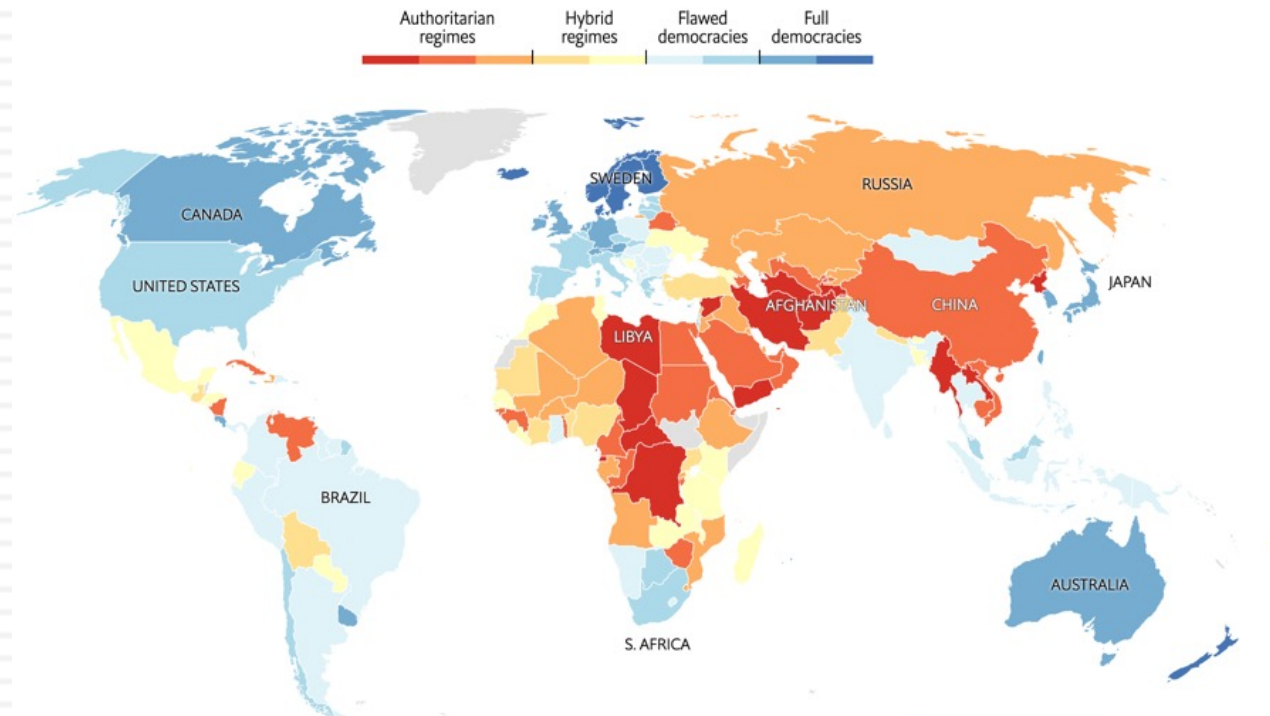 Authoritarian
regimes
Hybrid
regimes
Flawed
democracies
Full
democracies
SWEDEN
RUSSIA
CANADA
UNITED STATES
JAPAN
AFGHANISTAN
CHINA
LIBYA
BRAZIL
AUSTRALIA
S. AFRICA